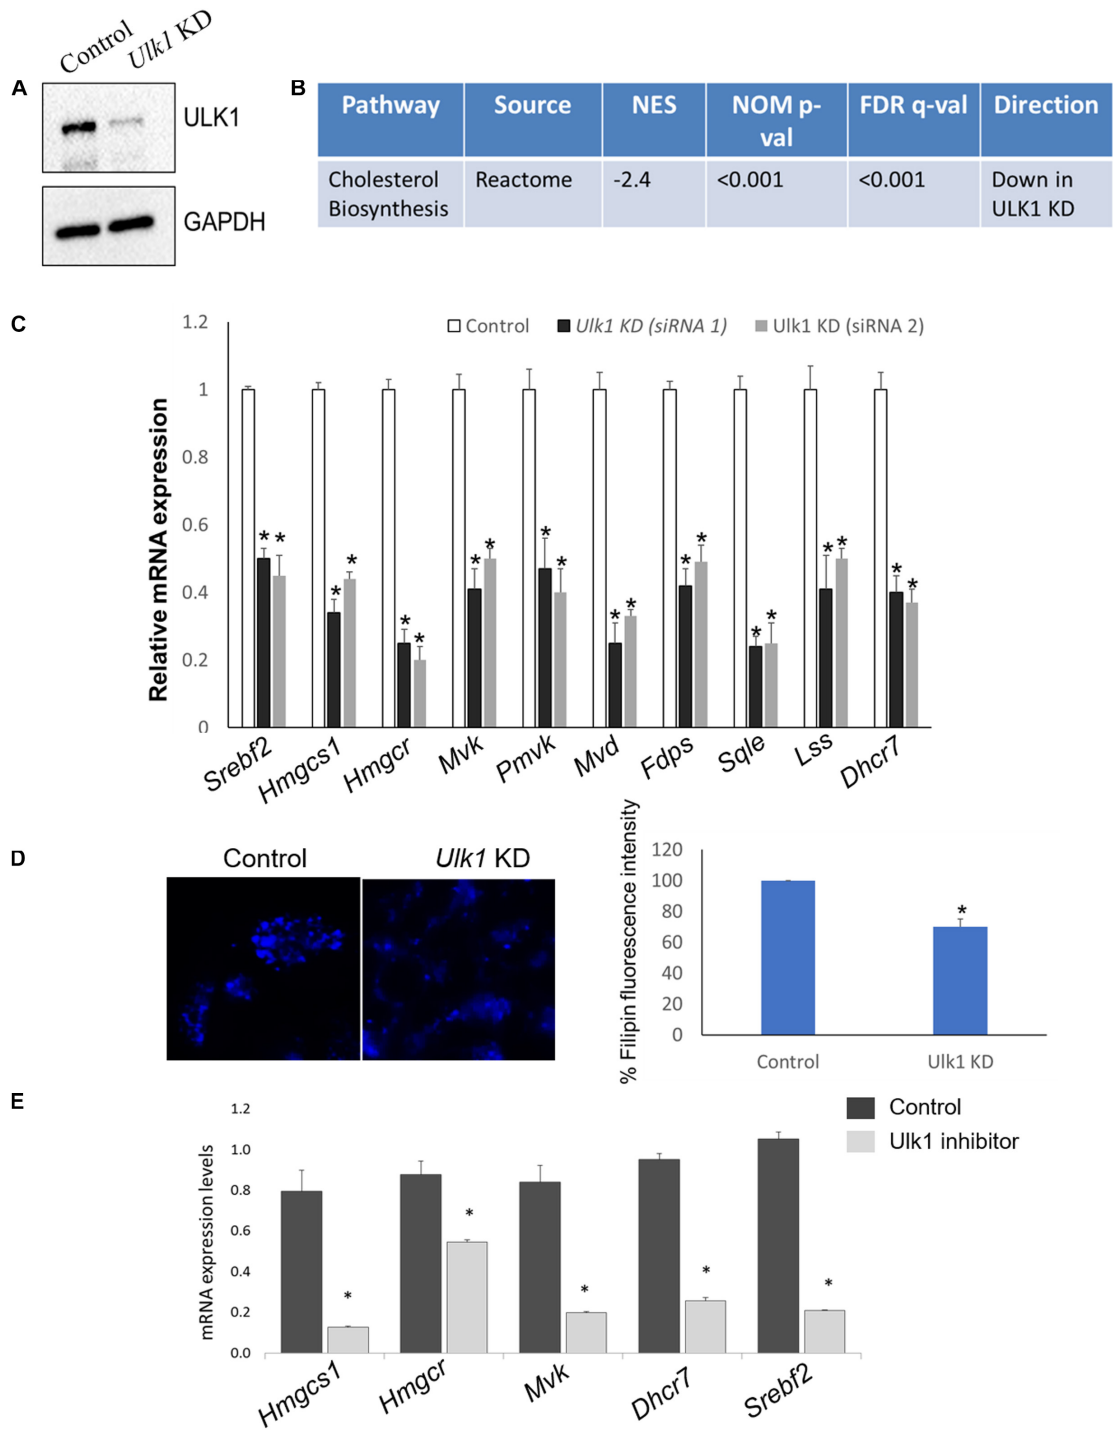 Control
Ulk1 KD
A
ULK1
GAPDH
B
Pathway Source NES NOM p-val FDR q-val Direction
Cholesterol Biosynthesis Reactome -2.4 <0.001 <0.001 Down in ULK1 KD
C
Control Ulk1 KD (siRNA 1) Ulk1 KD (siRNA 2)
Relative mRNA expression
1.2
1
0.8
0.6
0.4
0.2
0
* * * * * * * * * * * * * * * * * * * *
Srebf2 Hmgcs1 Hmgcr Mvk Pmvk Mvd Fdps Sqle Lss Dhcr7
D
Control Ulk1 KD
% Filipin fluorescence intensity
120
100
80
60
40
20
0
*
Control Ulk1 KD
E
Control
Ulk1 inhibitor
mRNA expression levels
1.2
1.0
0.8
0.6
0.4
0.2
0.0
* * * * *
Hmgcs1 Hmgcr Mvk Dhcr7 Srebf2